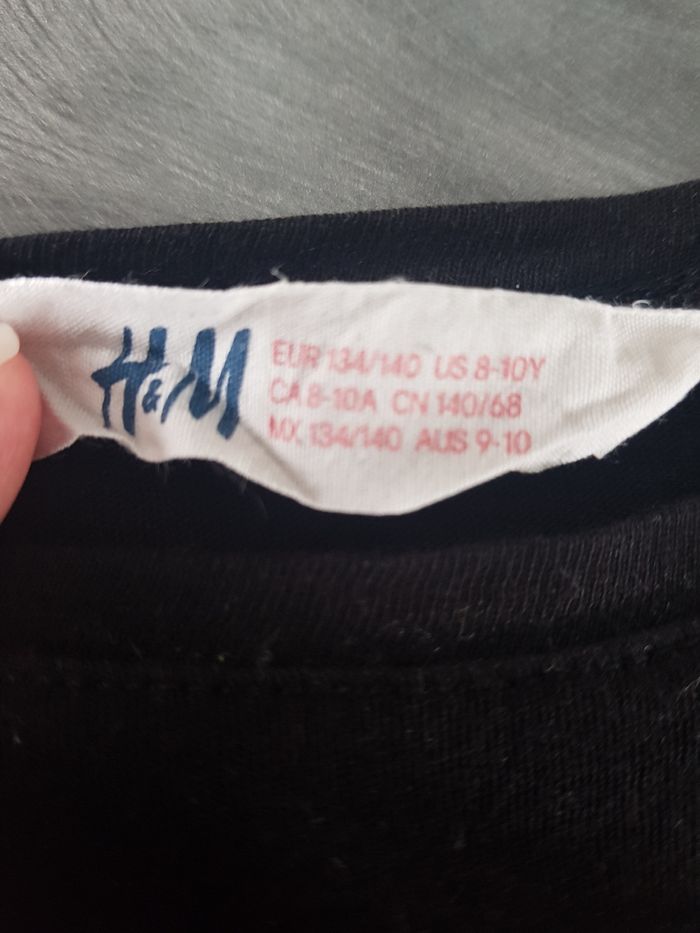 H&M
EUR 134/140 US 8-10Y
CA 8-10A CN 140/68
MX 134/140 AUS 9-10